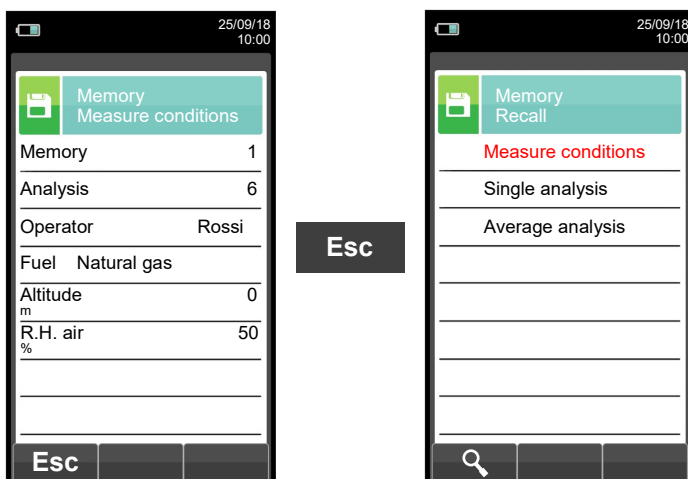 25/09/18
10:00
Memory
Measure conditions
Memory 1
Analysis 6
Operator Rossi
Fuel Natural gas
Altitude 0
m
R.H. air 50
%
Esc
Esc
25/09/18
10:00
Memory
Recall
Measure conditions
Single analysis
Average analysis